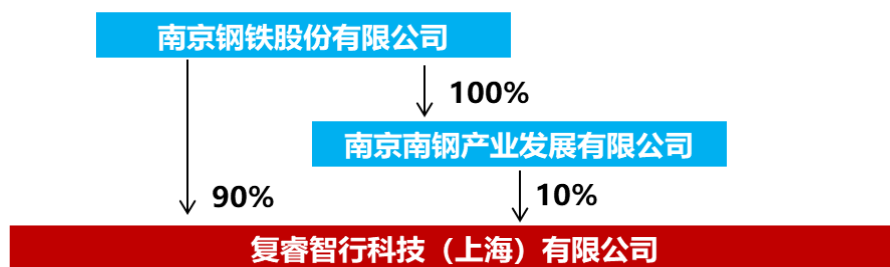 南京钢铁股份有限公司
100%
南京南钢产业发展有限公司
90%
10%
复睿智行科技（上海）有限公司